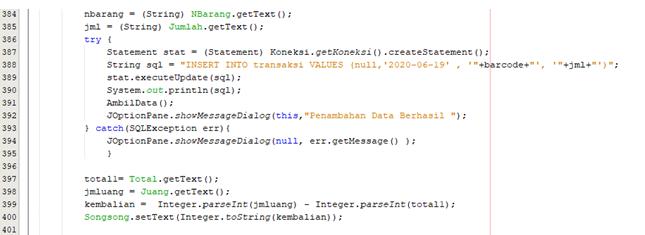 384 nbarang = (String) NBarang.getText();
385 jml = (String) Jumlah.getText();
386 try {
387 Statement stat = (Statement) Koneksi.getKoneksi().createStatement();
388 String sql = "INSERT INTO transaksi VALUES (null,'2020-06-19' , '"+barcode+"', '"+jml+"')";
389 stat.executeUpdate(sql);
390 System.out.println(sql);
391 AmbilData();
392 JOptionPane.showMessageDialog(this,"Penambahan Data Berhasil ");
393 } catch(SQLException err){
394 JOptionPane.showMessageDialog(null, err.getMessage() );
395 }
396
397 total1= Total.getText();
398 jmluang = Juang.getText();
399 kembalian = Integer.parseInt(jmluang) - Integer.parseInt(total1);
400 Songsong.setText(Integer.toString(kembalian));
401